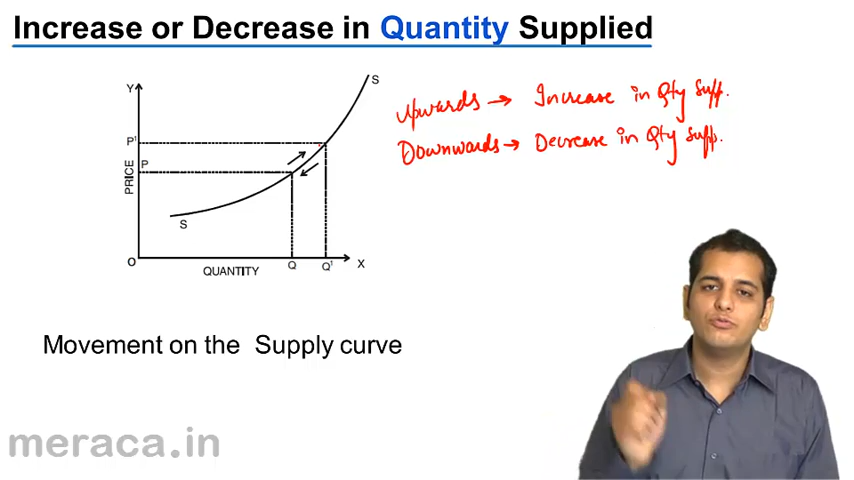 Increase or Decrease in Quantity Supplied
Y
S
Upwards → Increase in Qty Supp.
Downwards → Decrease in Qty Supp.
P¹
P
PRICE
S
O
QUANTITY
Q
Q¹
X
Movement on the Supply curve
meraca.in